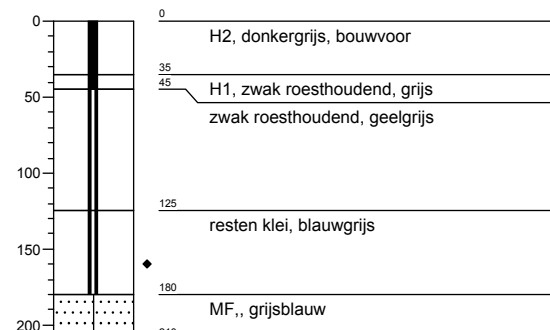 0
0
H2, donkergrijs, bouwvoor
35
H1, zwak roesthoudend, grijs
45
zwak roesthoudend, geelgrijs
50
100
125
resten klei, blauwgrijs
150
180
MF,, grijsblauw
200